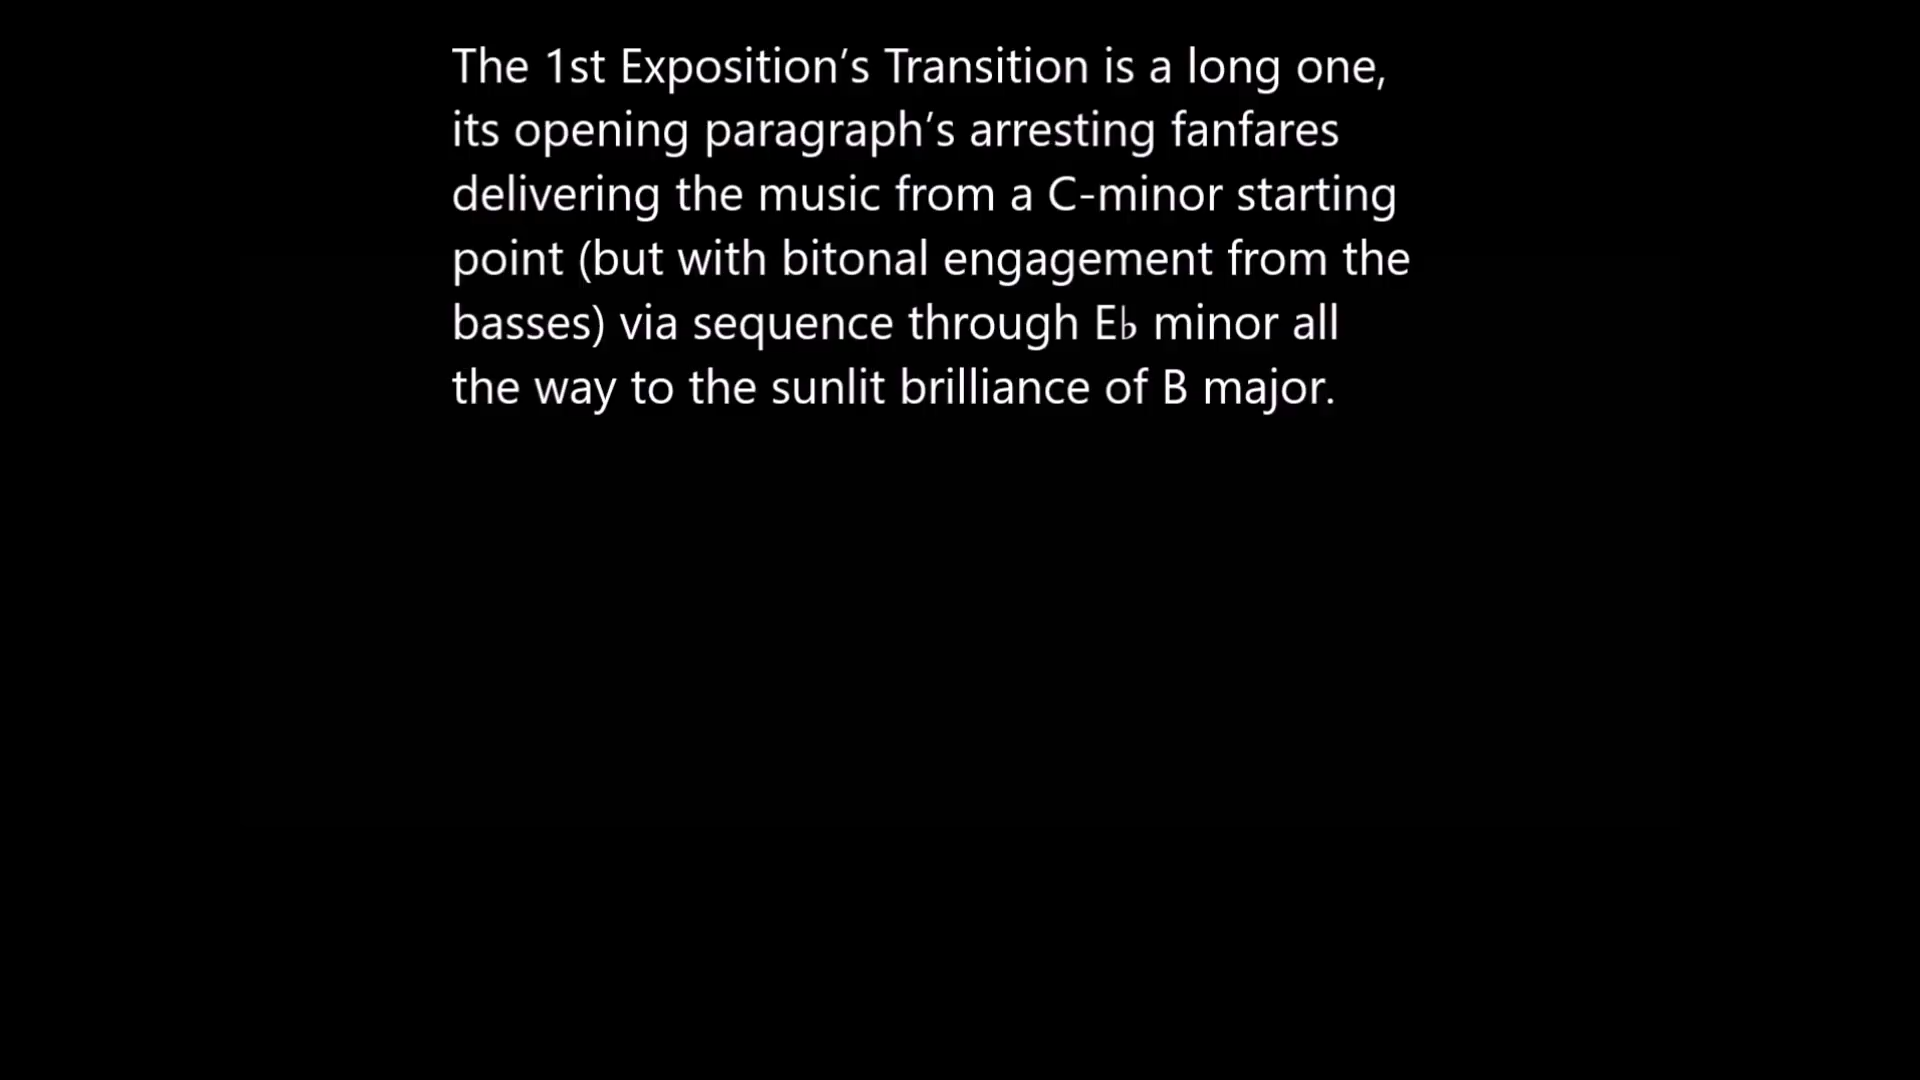 The 1st Exposition’s Transition is a long one,
its opening paragraph’s arresting fanfares
delivering the music from a C-minor starting
point (but with bitonal engagement from the
basses) via sequence through E♭ minor all
the way to the sunlit brilliance of B major.